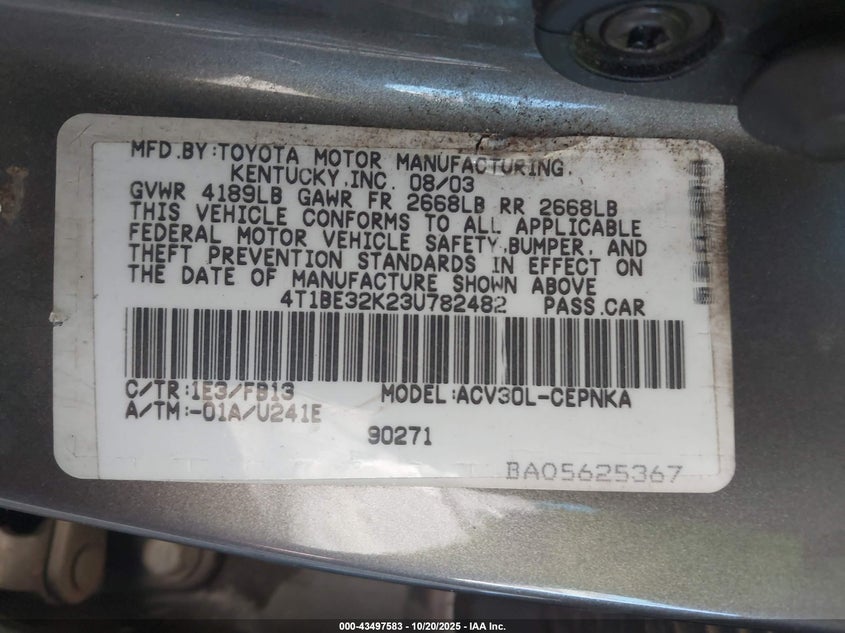 MFD.BY:TOYOTA MOTOR MANUFACTURING
KENTUCKY,INC. 08/03
GVWR 4189LB GAWR FR 2668LB RR 2668LB
THIS VEHICLE CONFORMS TO ALL APPLICABLE
FEDERAL MOTOR VEHICLE SAFETY,BUMPER, AND
THEFT PREVENTION STANDARDS IN EFFECT ON
THE DATE OF MANUFACTURE SHOWN ABOVE
4T1BE32K23U782482 PASS.CAR
C/TR:1E3/FB13 MODEL:ACV30L-CEPNKA
A/TM:-01A/U241E
90271
BA05625367
000-43497583 / 10/20/2025 - IAA Inc.